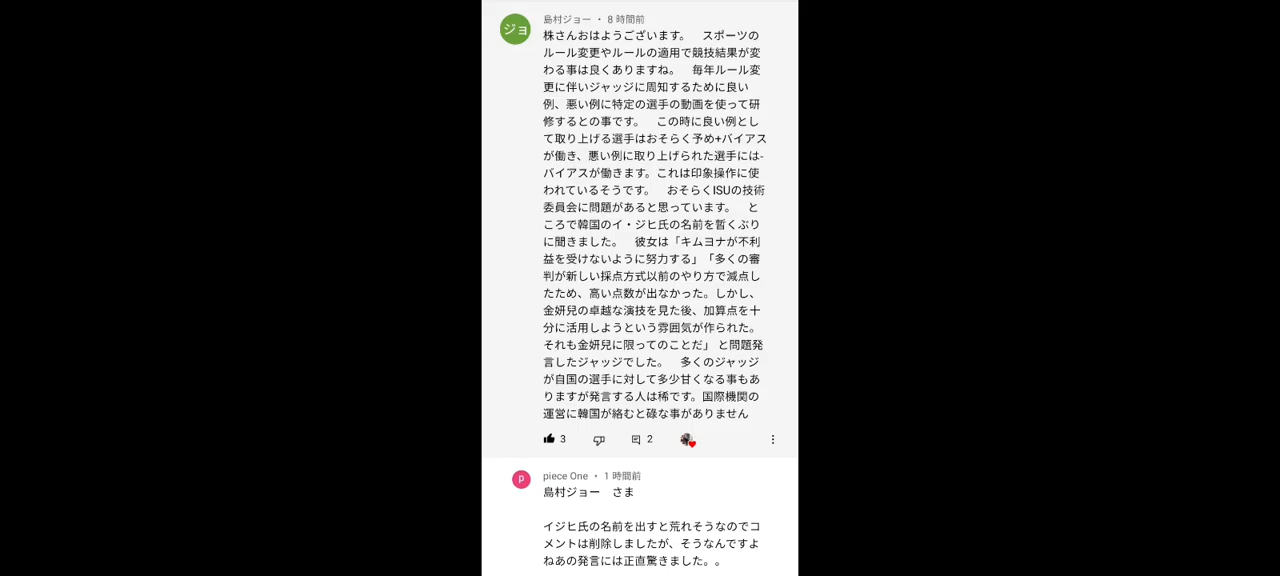 ジョ
島村ジョー ・ 8 時間前
株さんおはようございます。　スポーツの
ルール変更やルールの適用で競技結果が変
わる事は良くありますね。　毎年ルール変
更に伴いジャッジに周知するために良い
例、悪い例に特定の選手の動画を使って研
修するとの事です。　この時に良い例とし
て取り上げる選手はおそらく予め+バイアス
が働き、悪い例に取り上げられた選手には-
バイアスが働きます。これは印象操作に使
われているそうです。　おそらくISUの技術
委員会に問題があると思っています。　と
ころで韓国のイ・ジヒ氏の名前を暫くぶり
に聞きました。　彼女は「キムヨナが不利
益を受けないように努力する」「多くの審
判が新しい採点方式以前のやり方で減点し
たため、高い点数が出なかった。しかし、
金妍兒の卓越な演技を見た後、加算点を十
分に活用しようという雰囲気が作られた。
それも金妍兒に限ってのことだ」 と問題発
言したジャッジでした。　多くのジャッジ
が自国の選手に対して多少甘くなる事もあ
りますが発言する人は稀です。国際機関の
運営に韓国が絡むと碌な事がありません
3 2
p
piece One ・ 1 時間前
島村ジョー　さま
イジヒ氏の名前を出すと荒れそうなのでコ
メントは削除しましたが、そうなんですよ
ねあの発言には正直驚きました。。